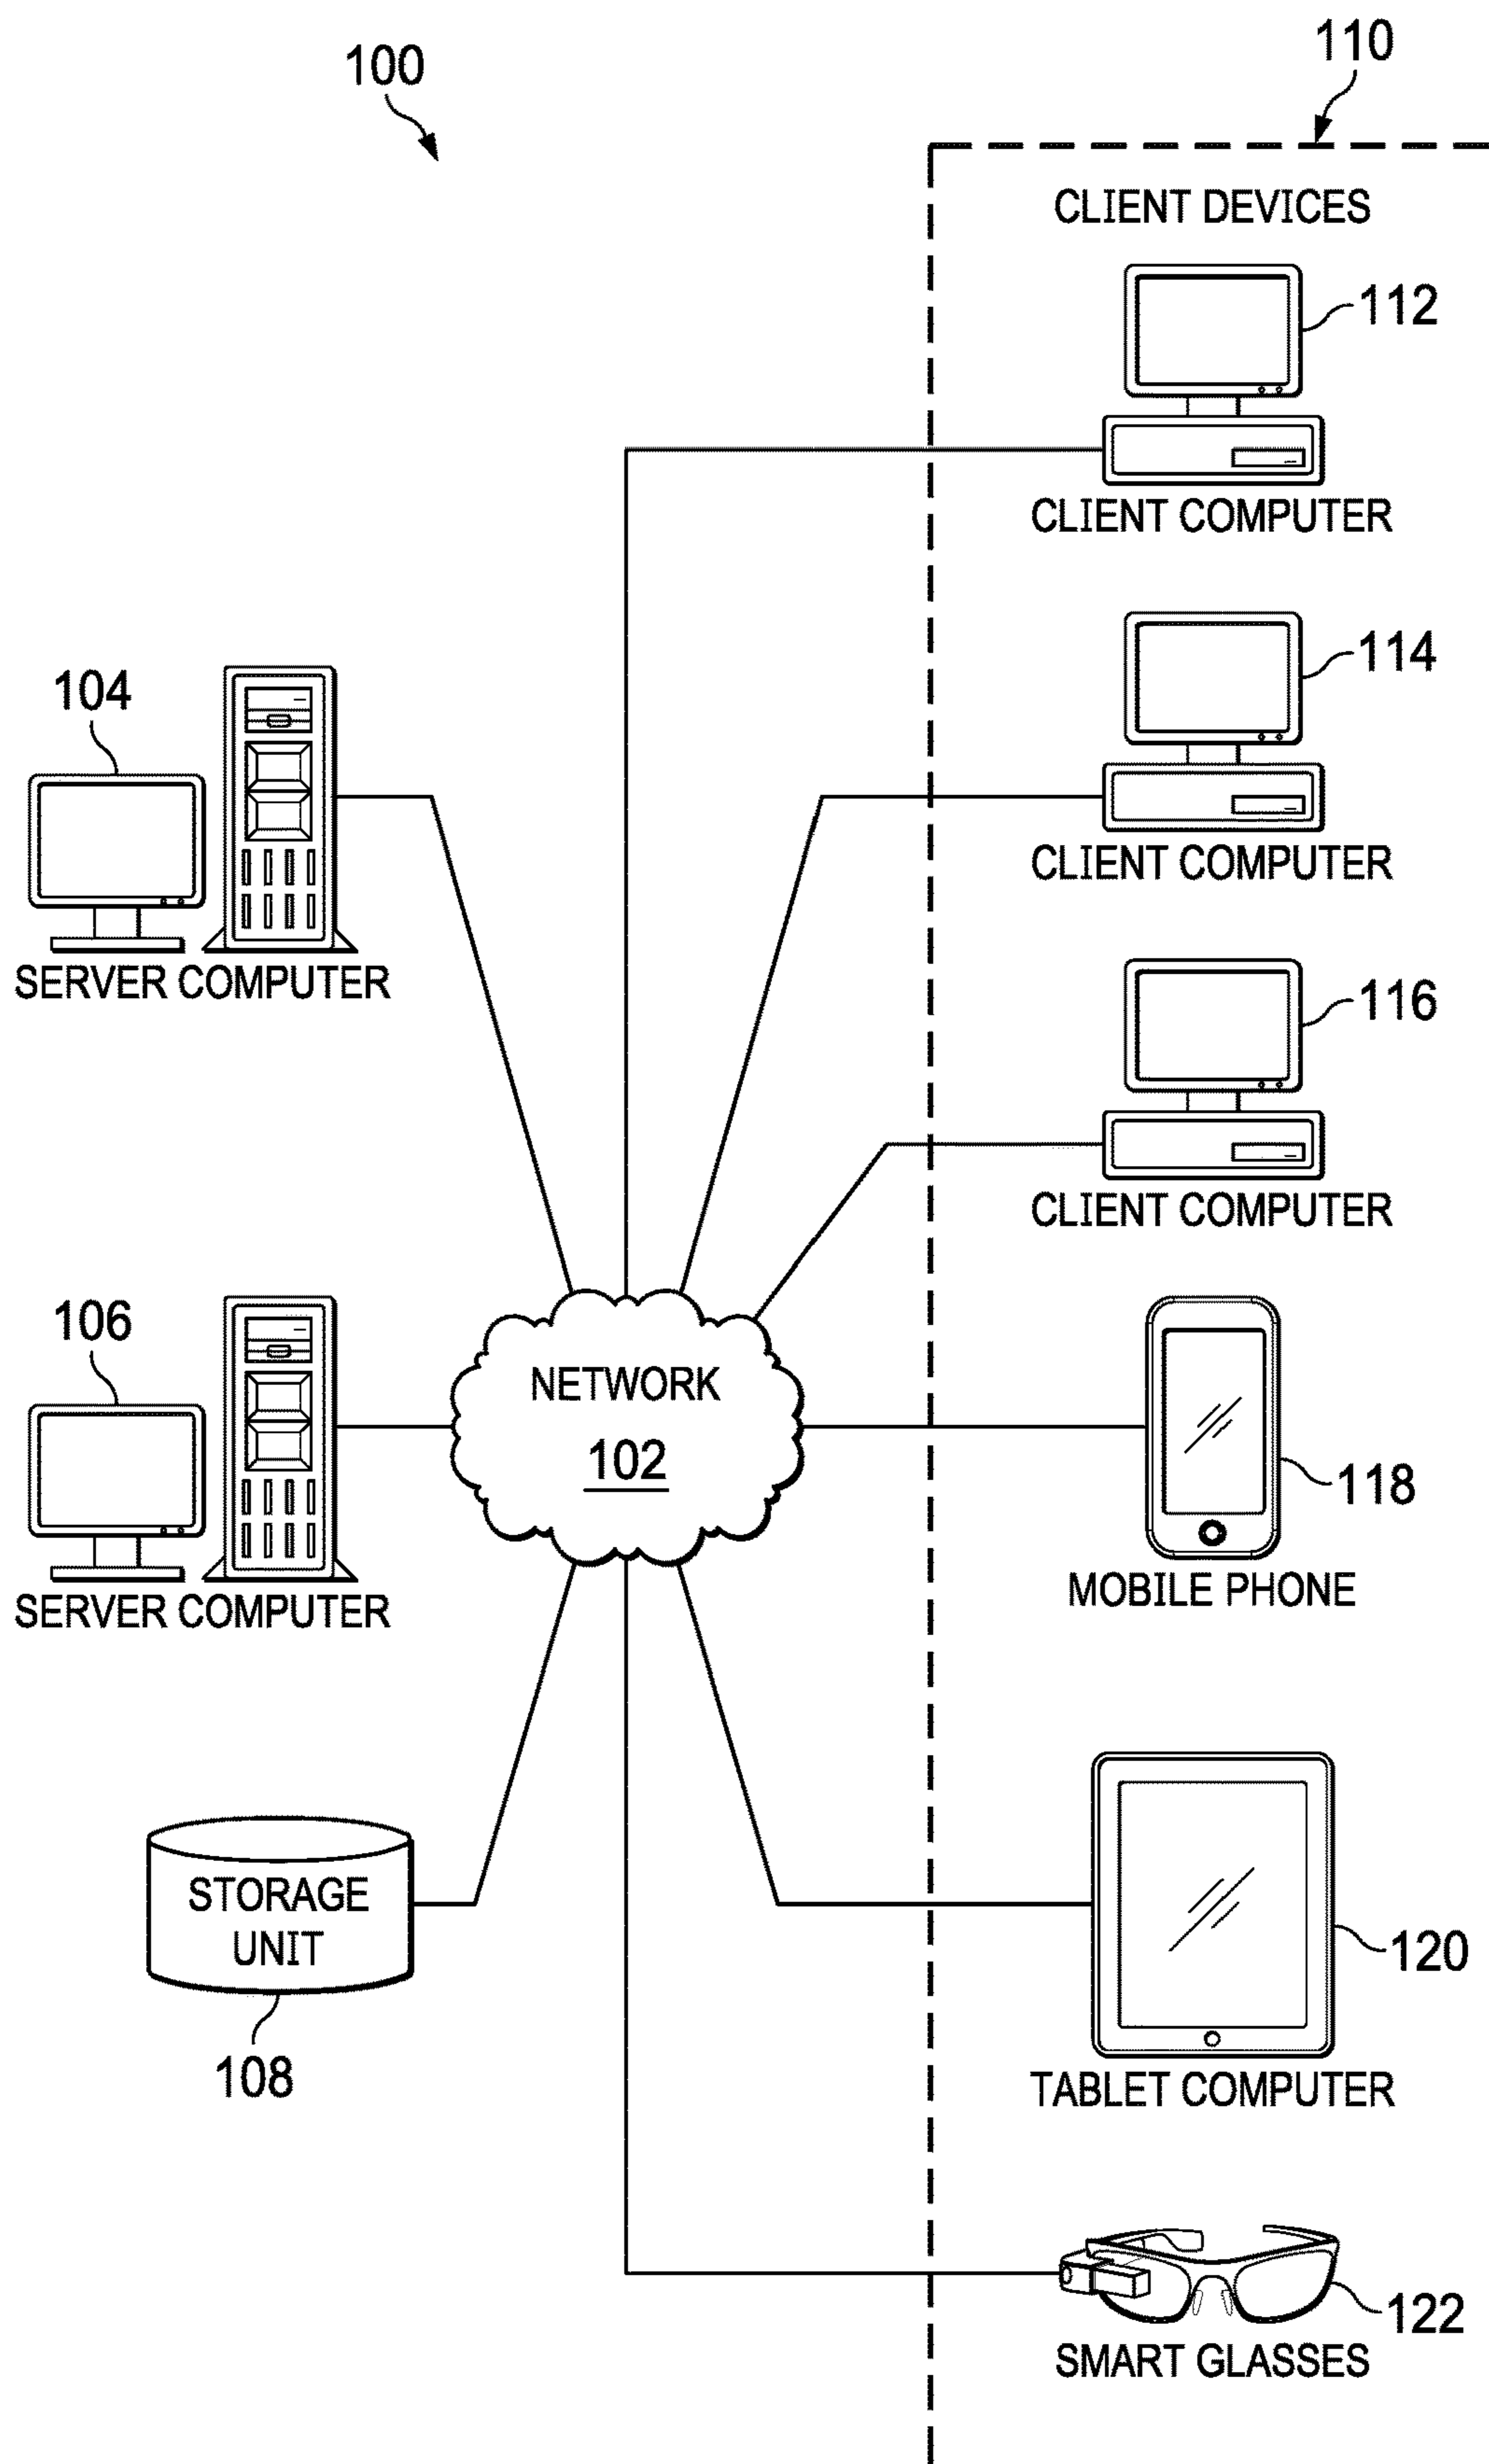 100
110
CLIENT DEVICES
112
CLIENT COMPUTER
104
SERVER COMPUTER
114
CLIENT COMPUTER
116
CLIENT COMPUTER
106
SERVER COMPUTER
NETWORK
102
118
MOBILE PHONE
STORAGE
UNIT
108
120
TABLET COMPUTER
122
SMART GLASSES